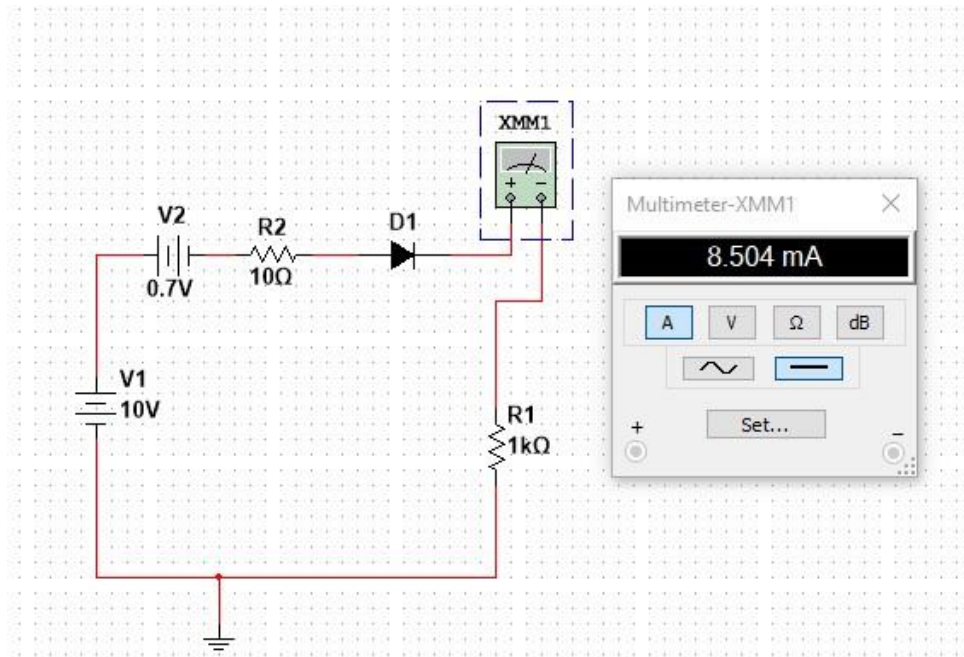 XMM1
+ −
V2
0.7V
R2
10Ω
D1
V1
10V
R1
1kΩ
Multimeter-XMM1
8.504 mA
A V Ω dB
Set...
+ −